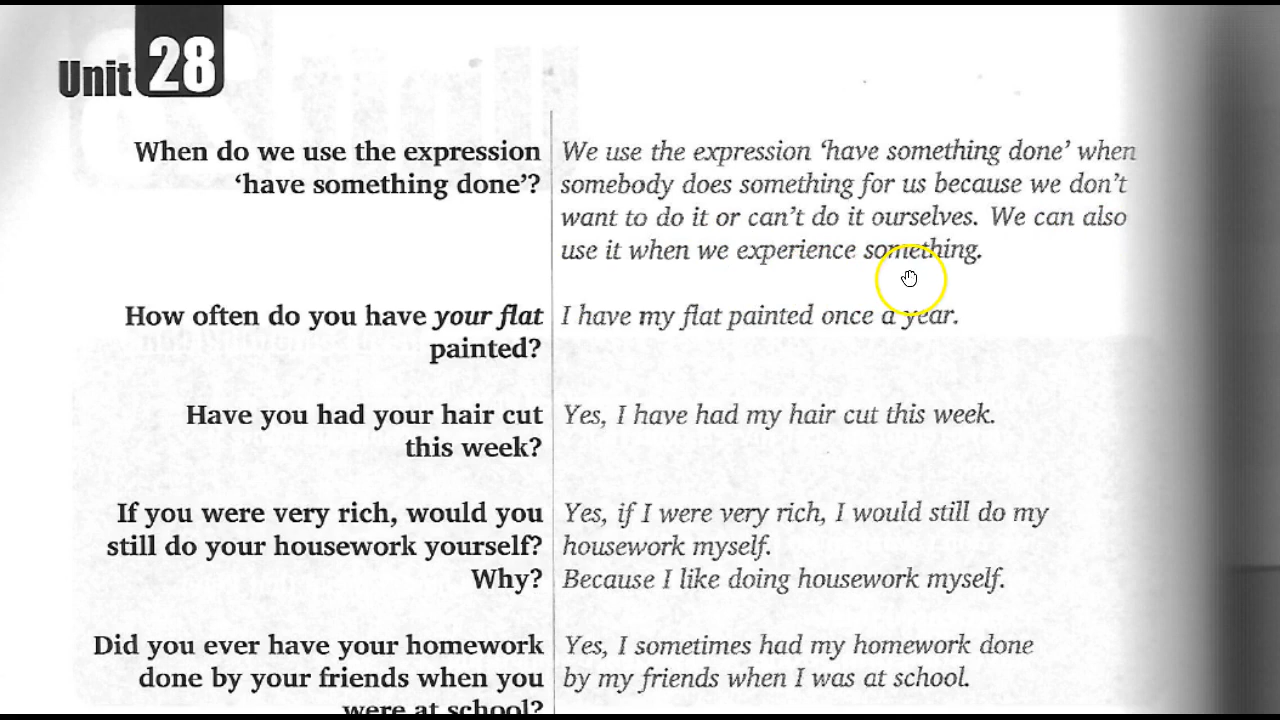 Unit 28
When do we use the expression
'have something done'?
We use the expression 'have something done' when
somebody does something for us because we don't
want to do it or can't do it ourselves. We can also
use it when we experience something.
How often do you have your flat
painted?
I have my flat painted once a year.
Have you had your hair cut
this week?
Yes, I have had my hair cut this week.
If you were very rich, would you
still do your housework yourself?
Why?
Yes, if I were very rich, I would still do my
housework myself.
Because I like doing housework myself.
Did you ever have your homework
done by your friends when you
were at school?
Yes, I sometimes had my homework done
by my friends when I was at school.